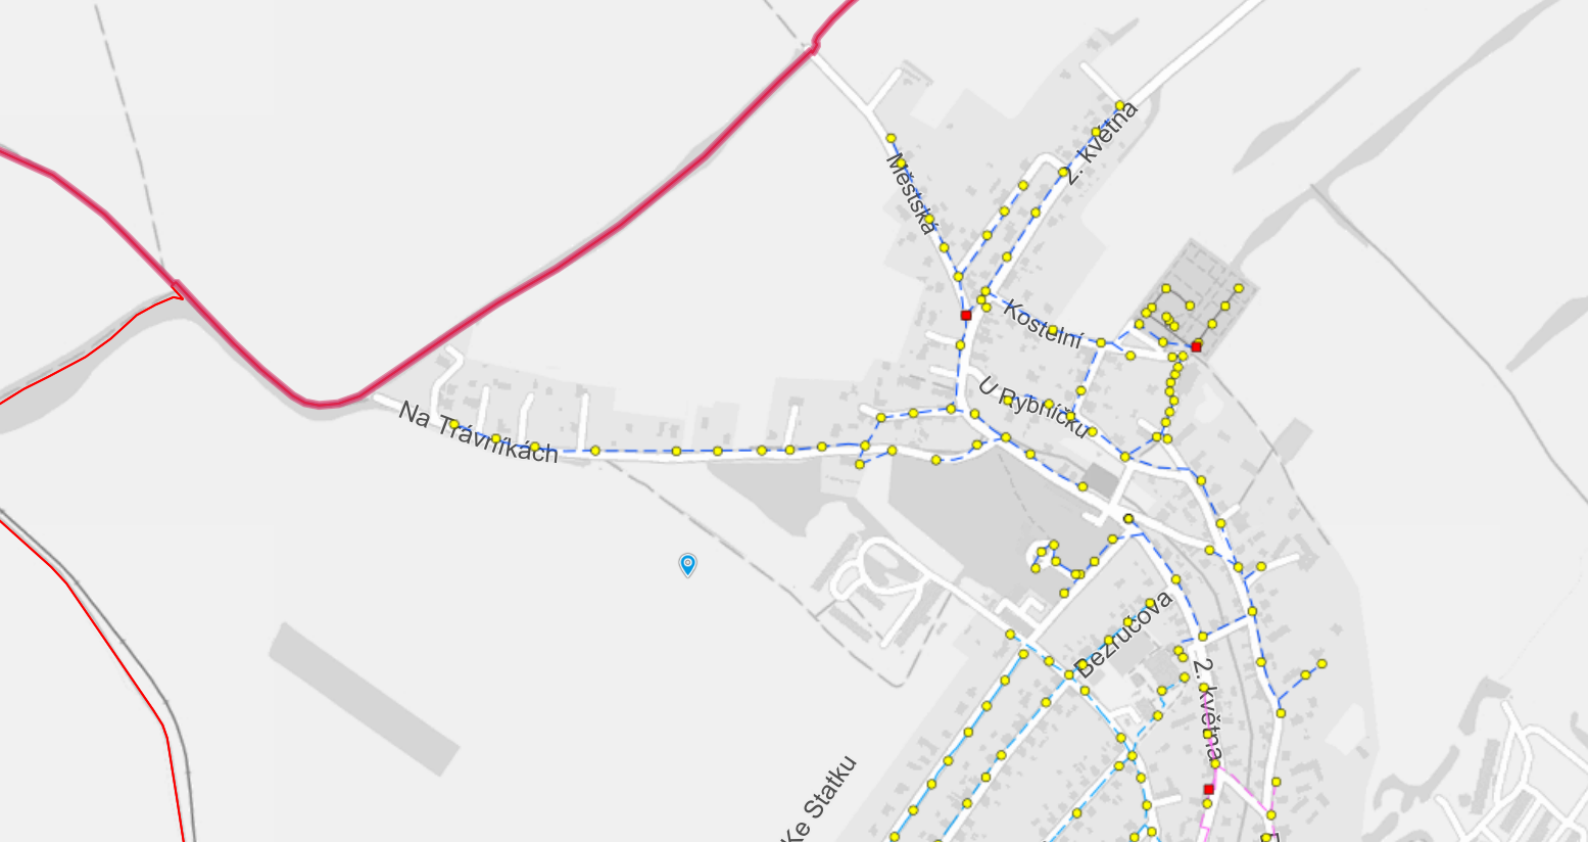 2. května
Městská
Kostelní
U Rybníčku
Na Trávníkách
Bezručova
2. května
Ke Statku